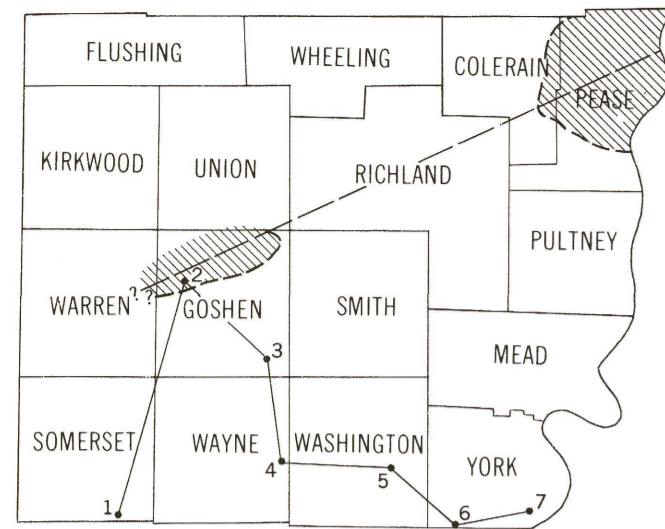 FLUSHING
WHEELING
COLERAIN
PEASE
KIRKWOOD
UNION
RICHLAND
PULTNEY
WARREN
? ?
2
GOSHEN
SMITH
3
MEAD
SOMERSET
WAYNE
WASHINGTON
YORK
1
4
5
6
7